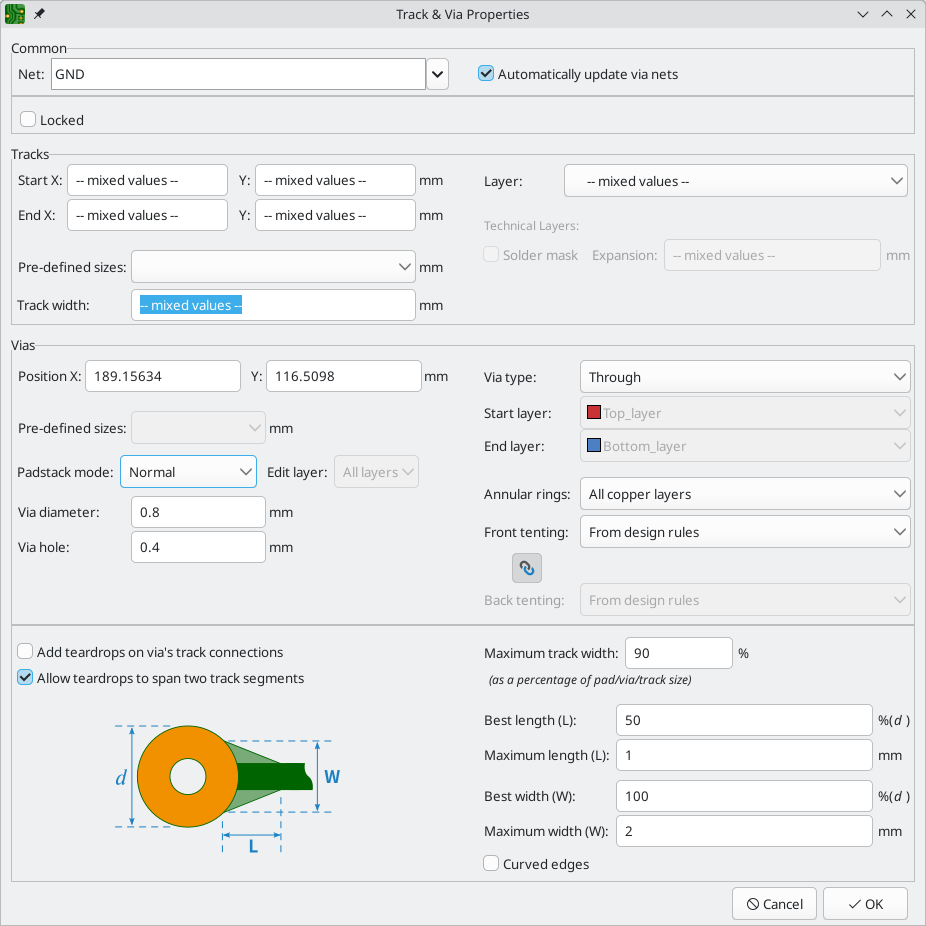 Track & Via Properties
Common
Net: GND
Automatically update via nets
Locked
Tracks
Start X: -- mixed values -- Y: -- mixed values -- mm
Layer: -- mixed values --
End X: -- mixed values -- Y: -- mixed values -- mm
Technical Layers:
Solder mask Expansion: -- mixed values -- mm
Pre-defined sizes: mm
Track width: -- mixed values -- mm
Vias
Position X: 189.15634 Y: 116.5098 mm
Via type: Through
Start layer: Top_layer
Pre-defined sizes: mm
End layer: Bottom_layer
Padstack mode: Normal Edit layer: All layers
Annular rings: All copper layers
Via diameter: 0.8 mm
Front tenting: From design rules
Via hole: 0.4 mm
Back tenting: From design rules
Add teardrops on via's track connections
Maximum track width: 90 %
Allow teardrops to span two track segments
(as a percentage of pad/via/track size)
Best length (L): 50 %(d )
Maximum length (L): 1 mm
Best width (W): 100 %(d )
Maximum width (W): 2 mm
Curved edges
d
W
L
Cancel
OK